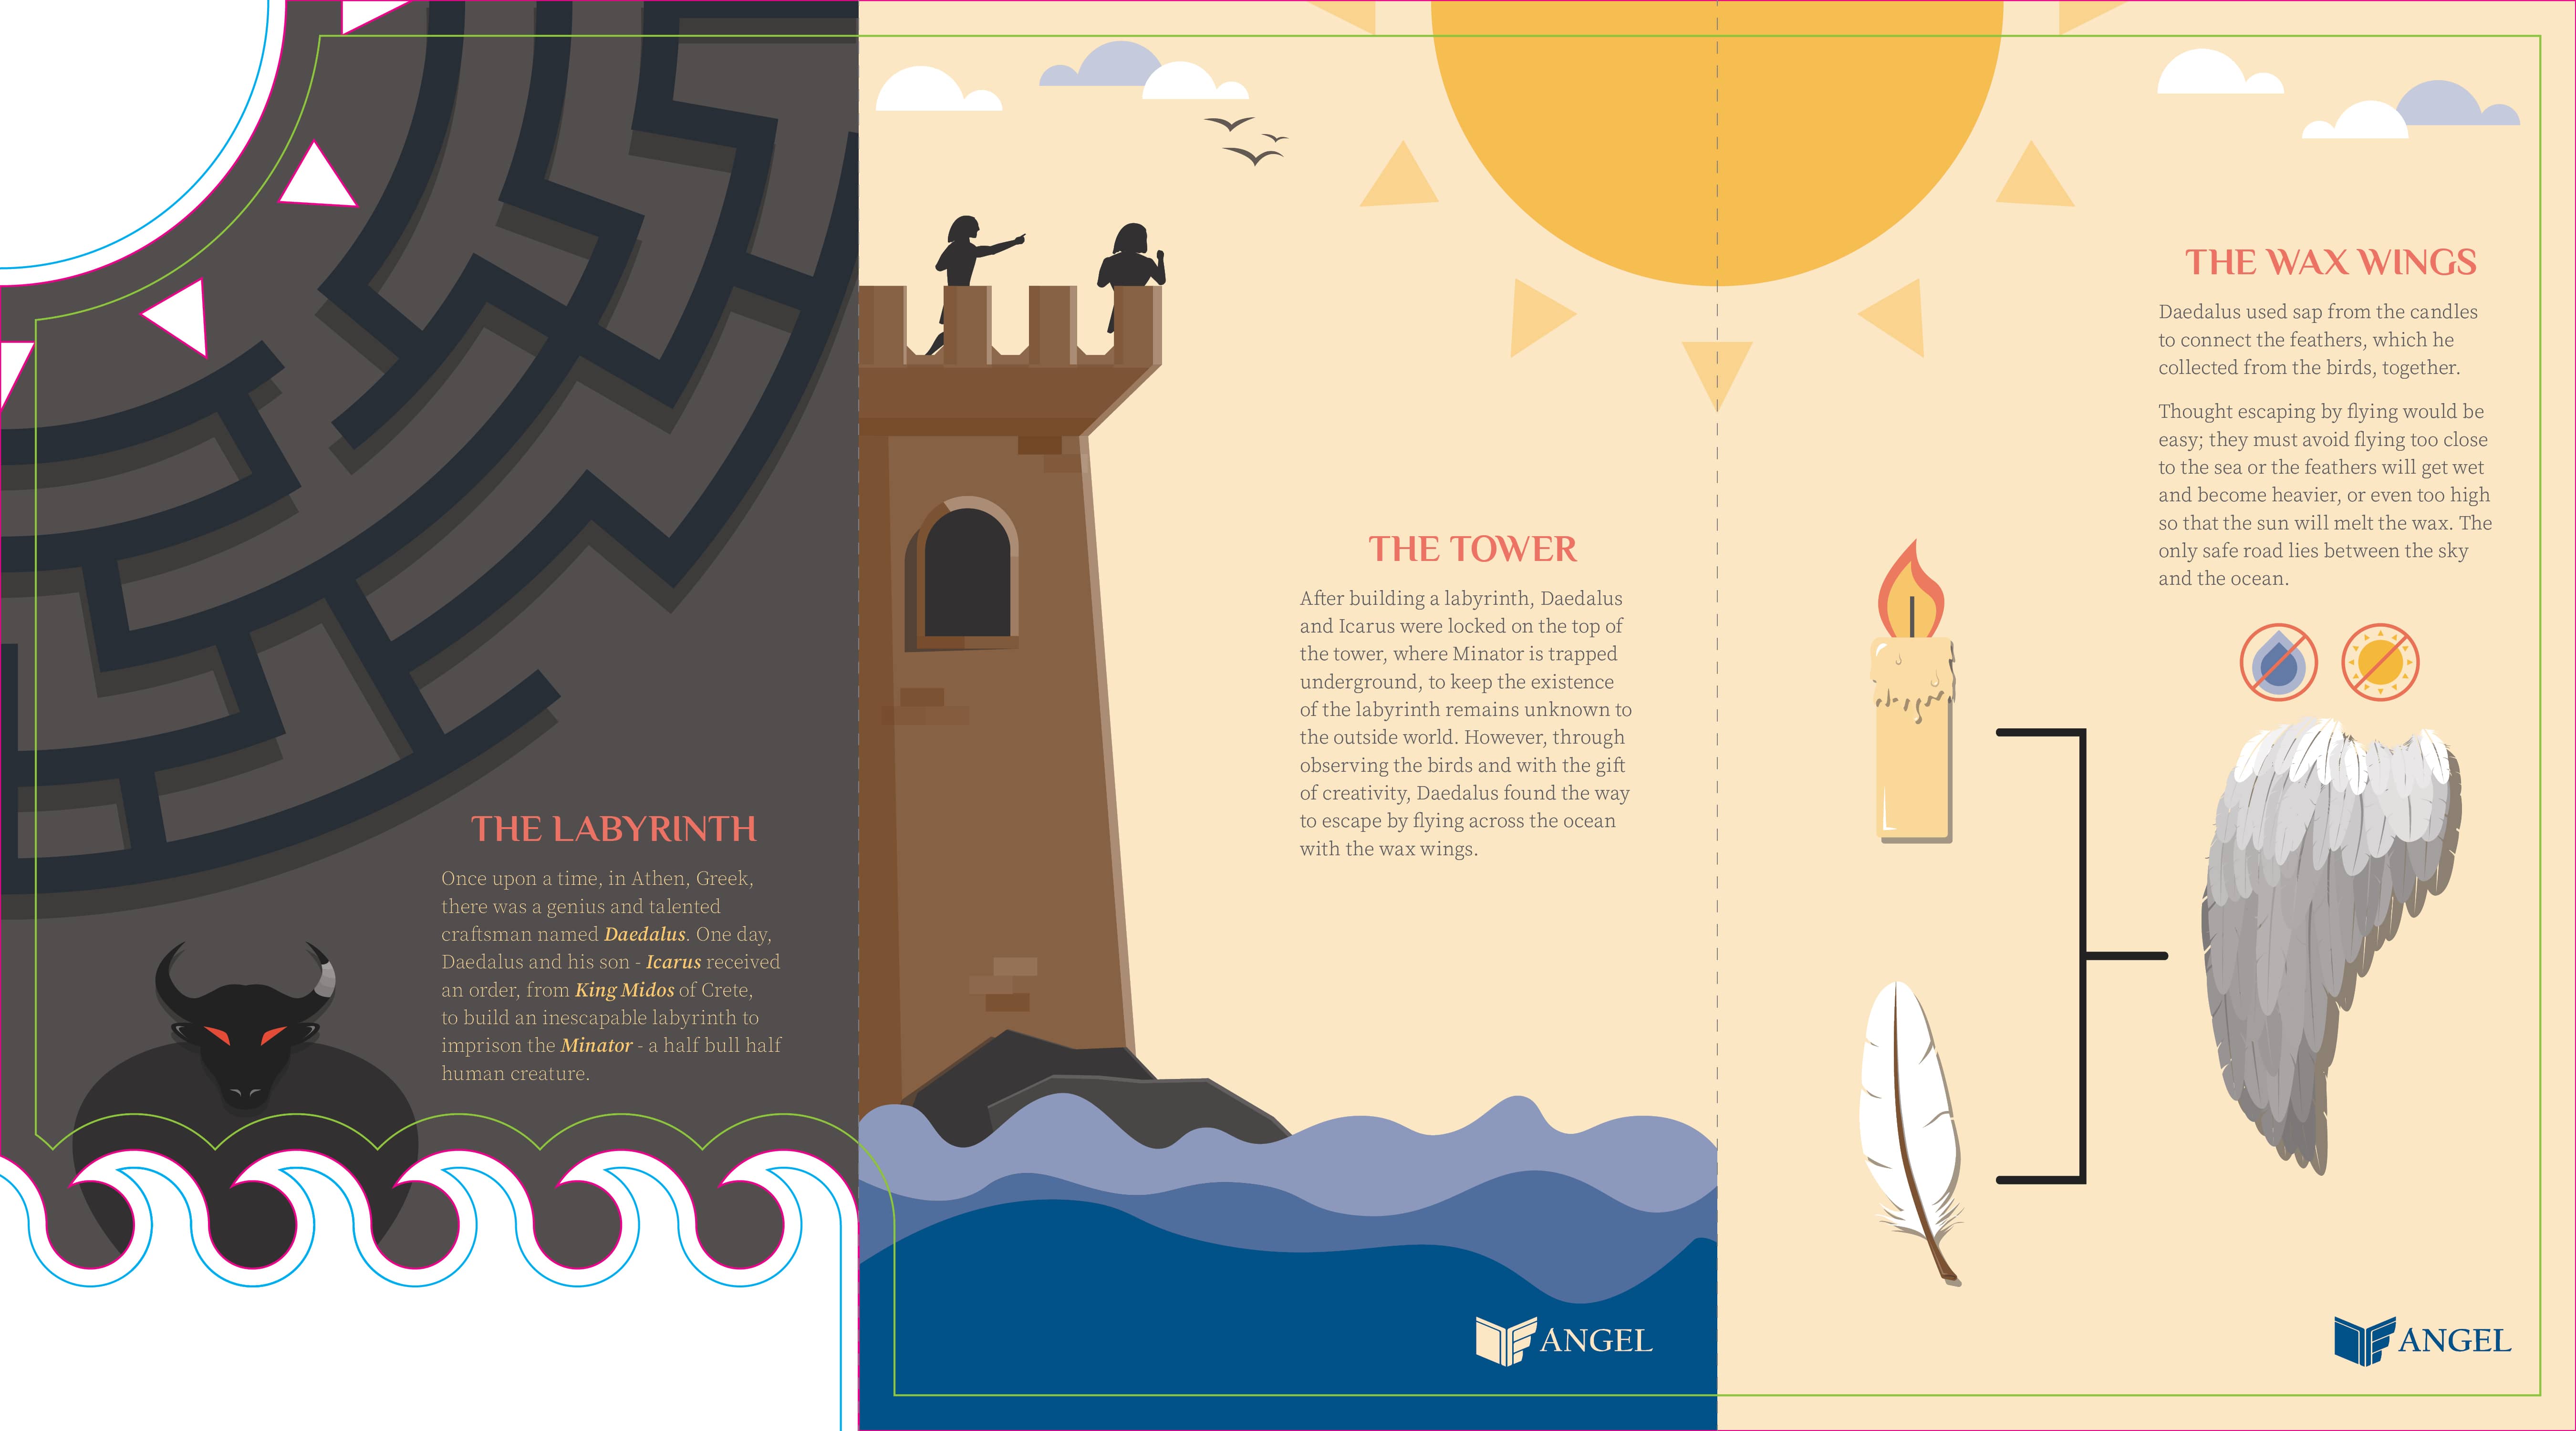 THE LABYRINTH
Once upon a time, in Athen, Greek,
there was a genius and talented
craftsman named Daedalus. One day,
Daedalus and his son - Icarus received
an order, from King Midos of Crete,
to build an inescapable labyrinth to
imprison the Minator - a half bull half
human creature.
THE TOWER
After building a labyrinth, Daedalus
and Icarus were locked on the top of
the tower, where Minator is trapped
underground, to keep the existence
of the labyrinth remains unknown to
the outside world. However, through
observing the birds and with the gift
of creativity, Daedalus found the way
to escape by flying across the ocean
with the wax wings.
ANGEL
THE WAX WINGS
Daedalus used sap from the candles
to connect the feathers, which he
collected from the birds, together.
Thought escaping by flying would be
easy; they must avoid flying too close
to the sea or the feathers will get wet
and become heavier, or even too high
so that the sun will melt the wax. The
only safe road lies between the sky
and the ocean.
ANGEL